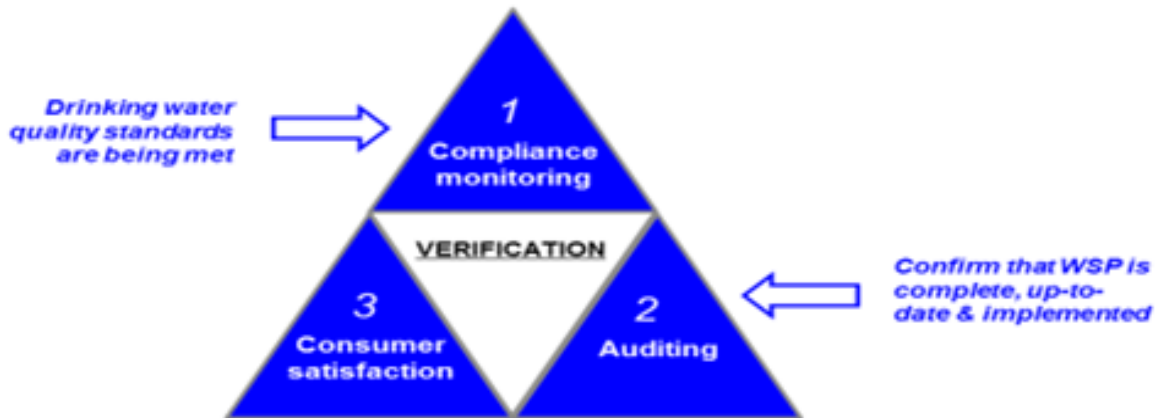 Drinking water
quality standards
are being met
1
Compliance
monitoring
VERIFICATION
Confirm that WSP is
complete, up-to-
date & implemented
3
Consumer
satisfaction
2
Auditing